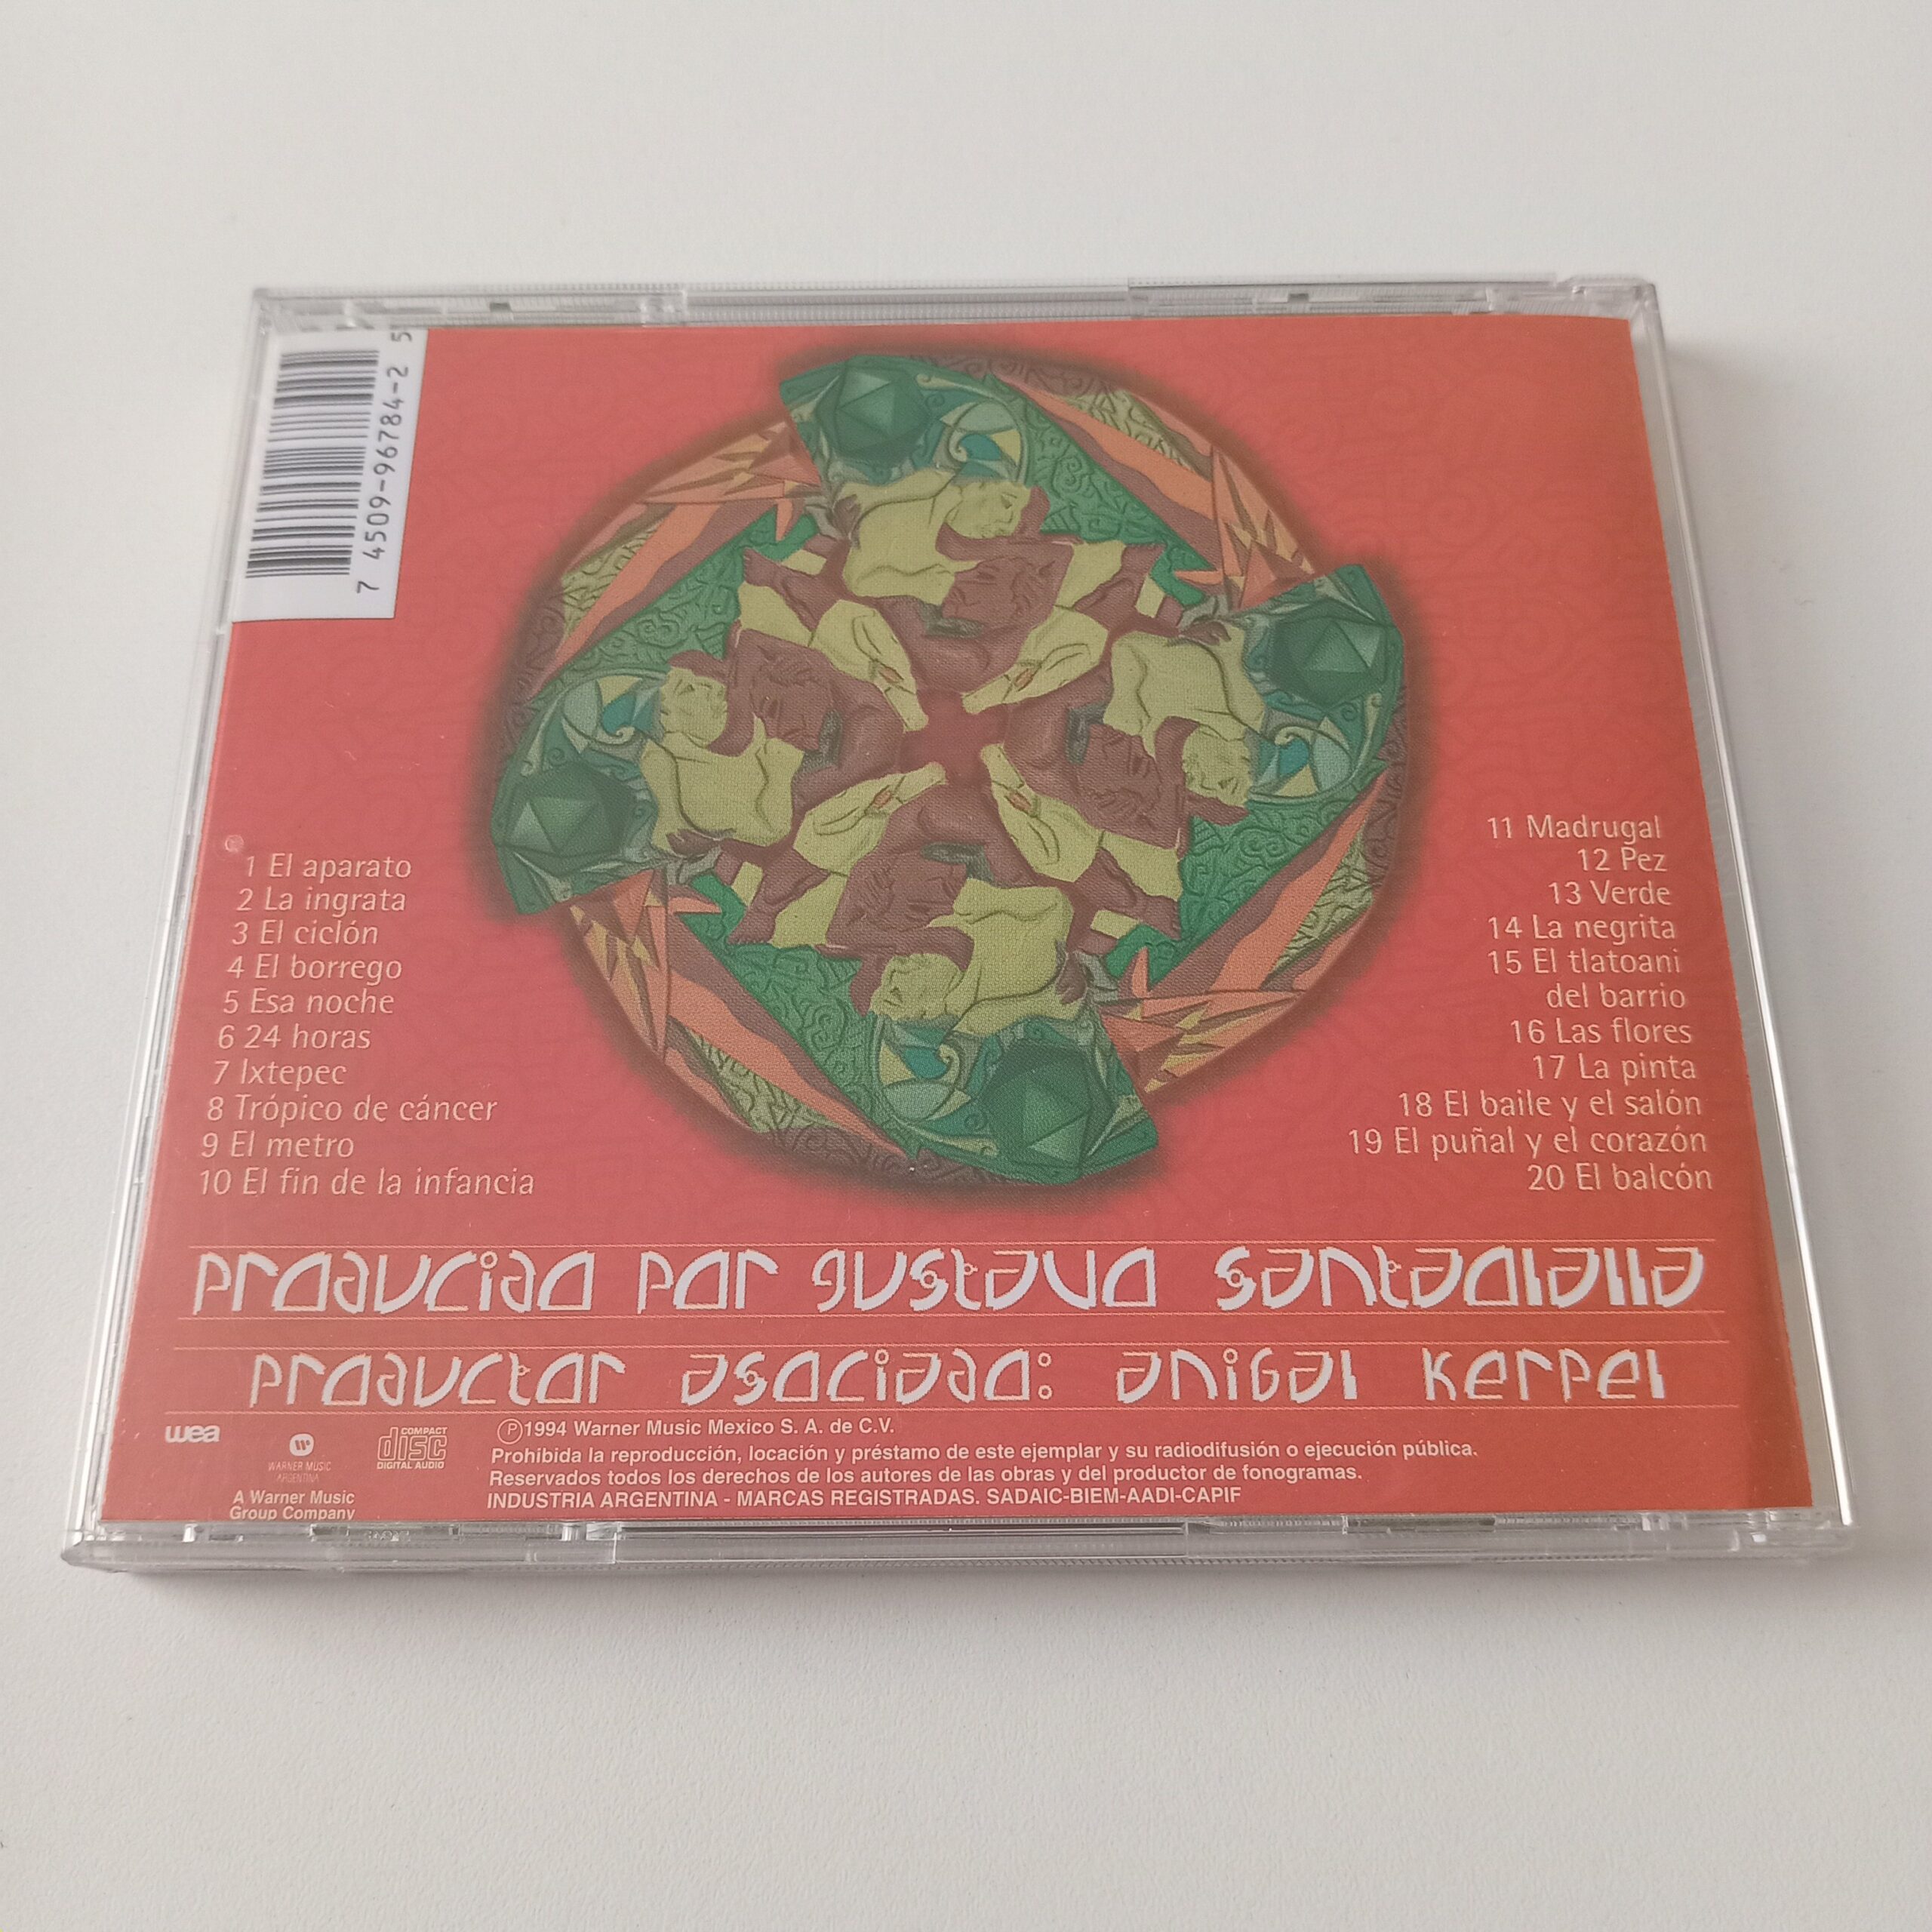 7 4509-96784-2 5
1 El aparato
2 La ingrata
3 El ciclón
4 El borrego
5 Esa noche
6 24 horas
7 Ixtepec
8 Trópico de cáncer
9 El metro
10 El fin de la infancia
11 Madrugal
12 Pez
13 Verde
14 La negrita
15 El tlatoani
del barrio
16 Las flores
17 La pinta
18 El baile y el salón
19 El puñal y el corazón
20 El balcón
producido por gustavo santaolalla
productor asociado: anibal kerpel
wea
WARNER MUSIC
ARGENTINA
A Warner Music
Group Company
COMPACT
disc
DIGITAL AUDIO
℗1994 Warner Music Mexico S. A. de C.V.
Prohibida la reproducción, locación y préstamo de este ejemplar y su radiodifusión o ejecución pública.
Reservados todos los derechos de los autores de las obras y del productor de fonogramas.
INDUSTRIA ARGENTINA - MARCAS REGISTRADAS. SADAIC-BIEM-AADI-CAPIF